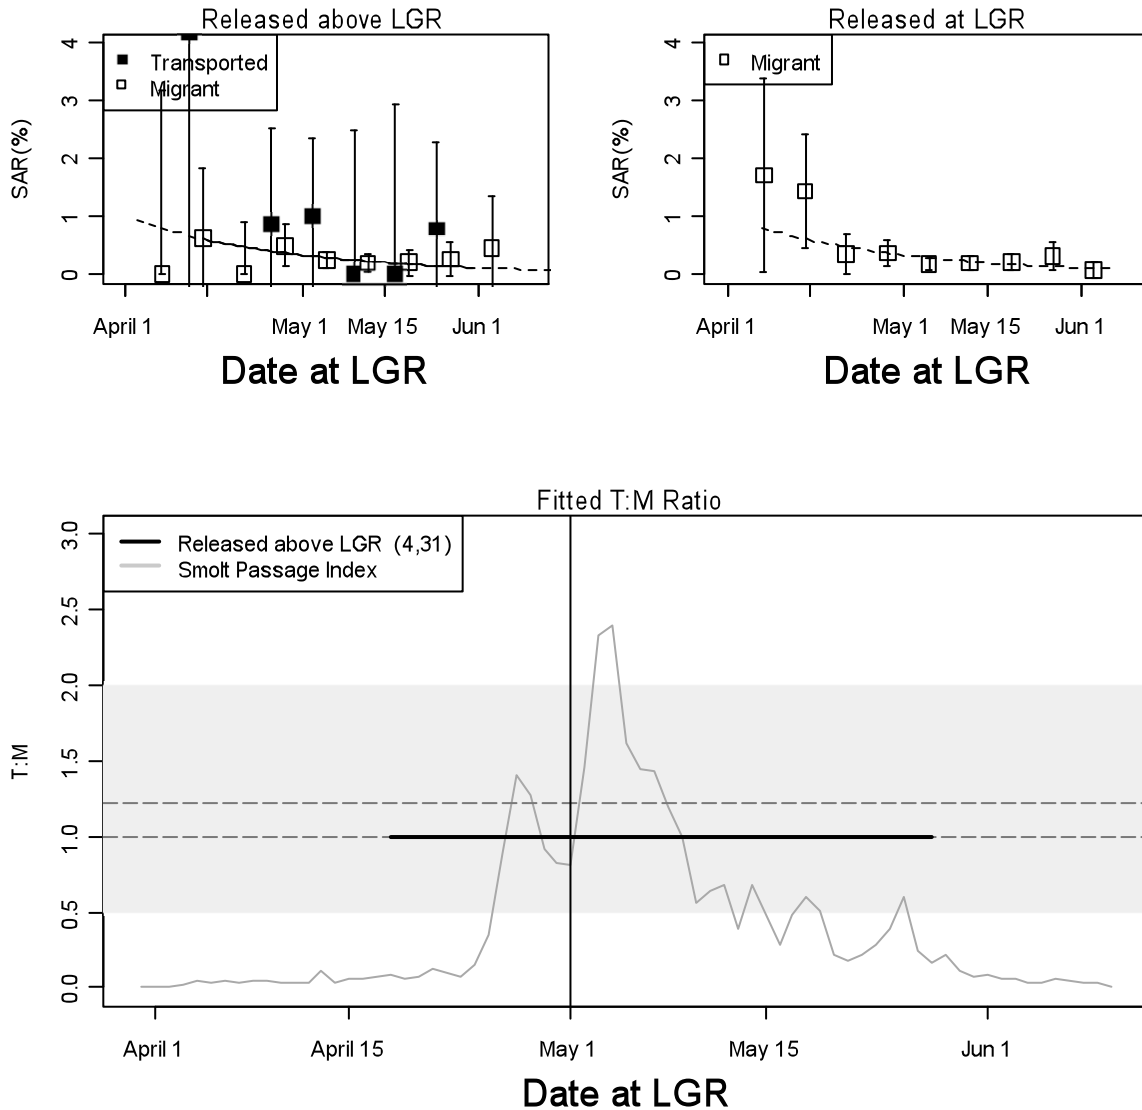 Released above LGR
Transported
Migrant
SAR(%)
4
3
2
1
0
April 1
May 1
May 15
Jun 1
Date at LGR
Released at LGR
Migrant
SAR(%)
4
3
2
1
0
April 1
May 1
May 15
Jun 1
Date at LGR
Fitted T:M Ratio
Released above LGR (4,31)
Smolt Passage Index
T:M
3.0
2.5
2.0
1.5
1.0
0.5
0.0
April 1
April 15
May 1
May 15
Jun 1
Date at LGR